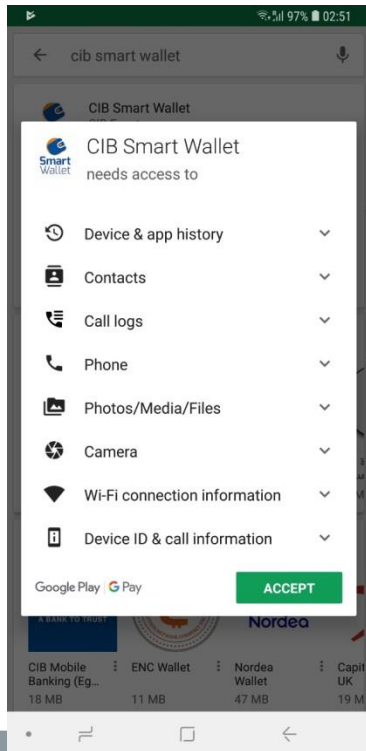 97% 02:51
cib smart wallet
CIB Smart Wallet
CIB Smart Wallet
needs access to
Smart
Wallet
Device & app history
Contacts
Call logs
Phone
Photos/Media/Files
Camera
Wi-Fi connection information
Device ID & call information
Google Play | G Pay
ACCEPT
A BANK TO TRUST
Nordea
CIB Mobile
Banking (Eg...
18 MB
ENC Wallet
11 MB
Nordea
Wallet
47 MB
Capit
UK
19 M